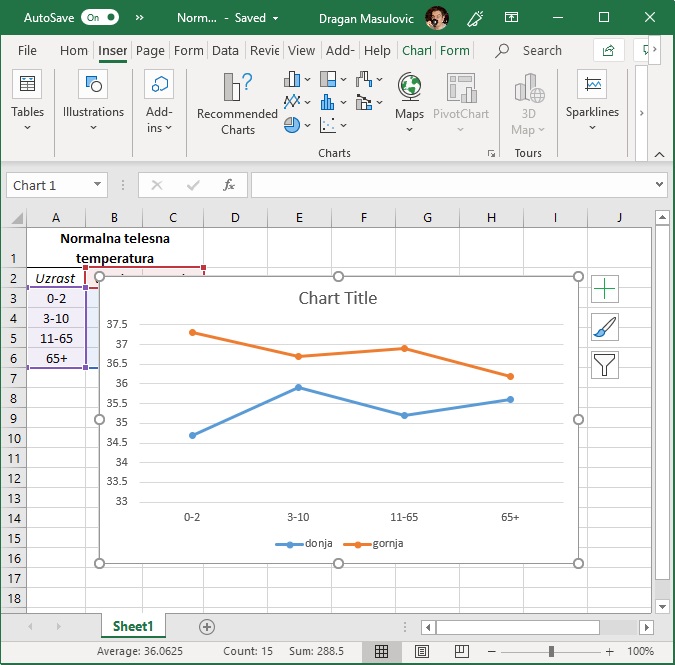 AutoSave On Norm... - Saved Dragan Masulovic
File Hom Inser Page Form Data Revie View Add- Help Chart Form Search
Tables Illustrations Add-
ins Recommended
Charts Maps PivotChart 3D
Map Sparklines
Charts Tours
Chart 1 fx
A B C D E F G H I J
1 Normalna telesna
temperatura
2 Uzrast
3 0-2
4 3-10
5 11-65
6 65+
7
8
9
10
11
12
13
14
15
16
17
18
Chart Title
37.5
37
36.5
36
35.5
35
34.5
34
33.5
33
0-2 3-10 11-65 65+
donja gornja
Sheet1
Average: 36.0625 Count: 15 Sum: 288.5 100%